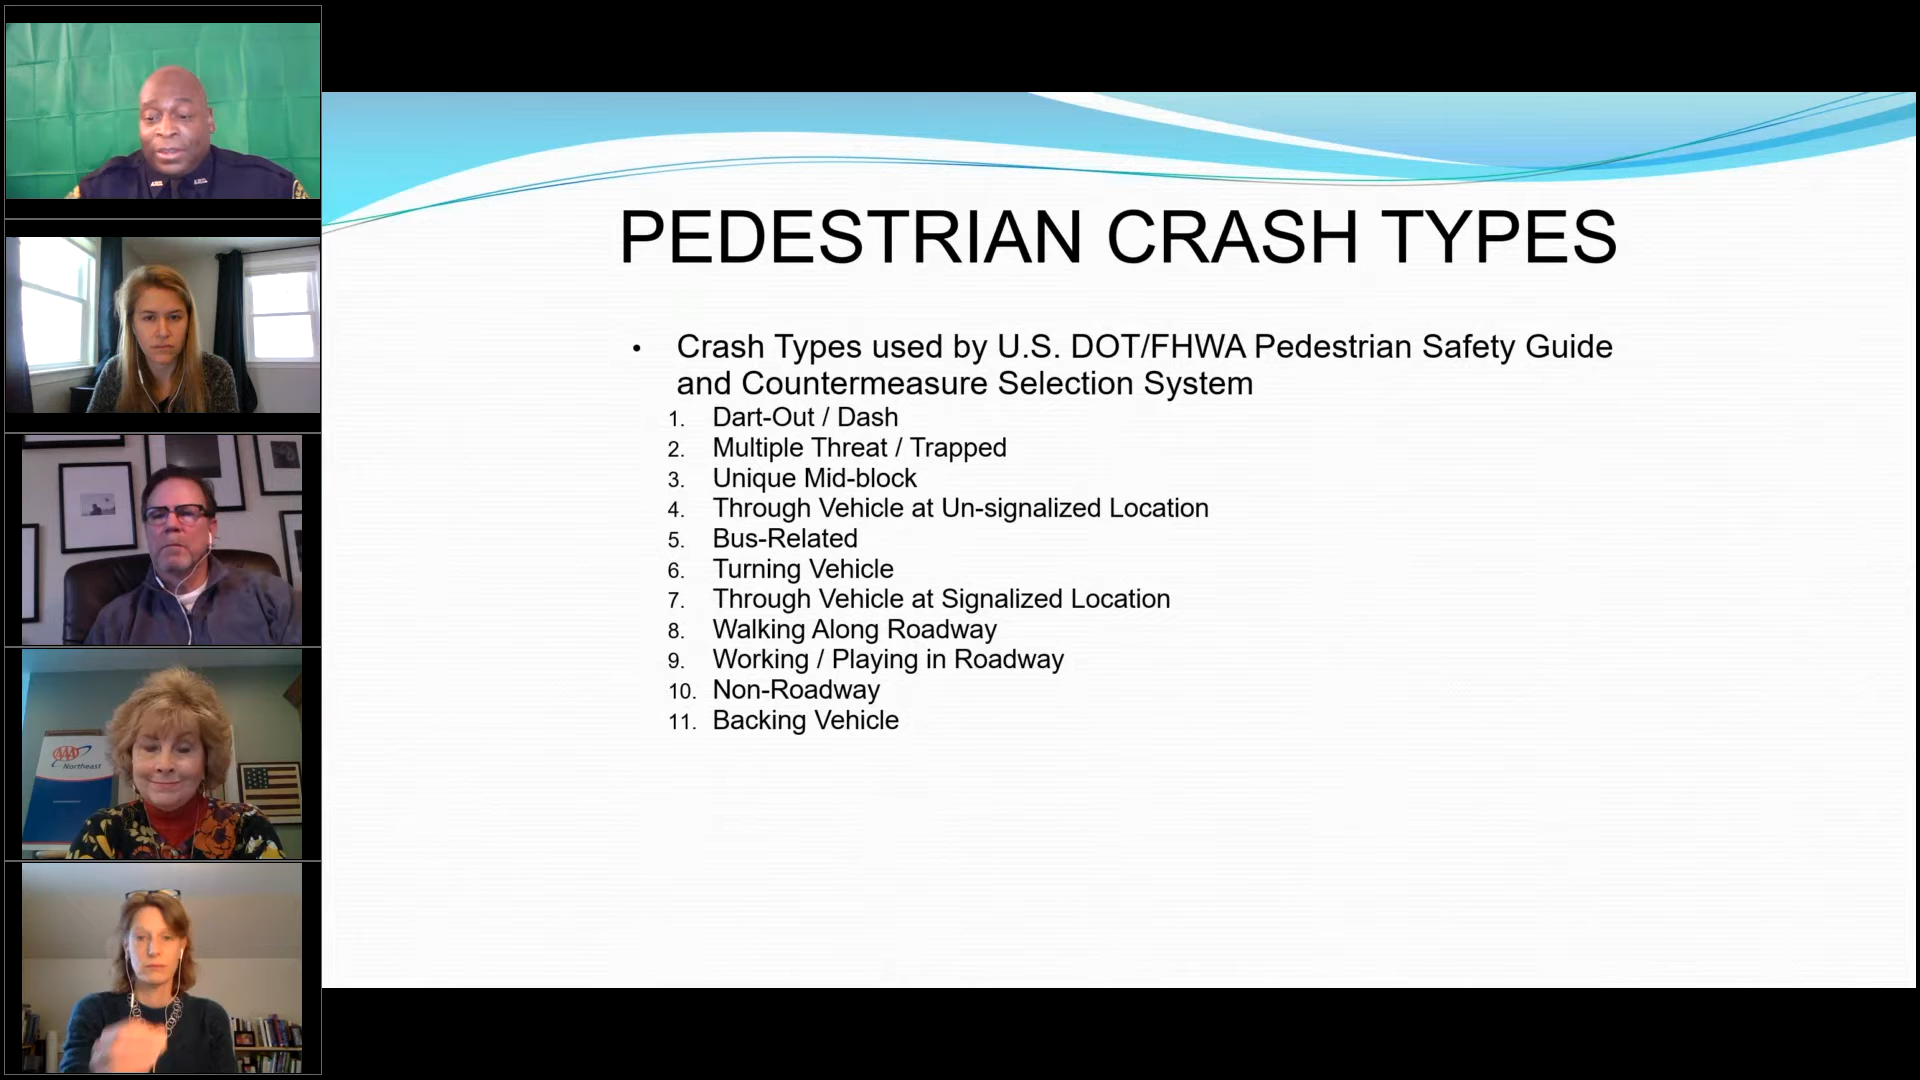 PEDESTRIAN CRASH TYPES
• Crash Types used by U.S. DOT/FHWA Pedestrian Safety Guide
and Countermeasure Selection System
1. Dart-Out / Dash
2. Multiple Threat / Trapped
3. Unique Mid-block
4. Through Vehicle at Un-signalized Location
5. Bus-Related
6. Turning Vehicle
7. Through Vehicle at Signalized Location
8. Walking Along Roadway
9. Working / Playing in Roadway
10. Non-Roadway
11. Backing Vehicle
AAA
Northeast